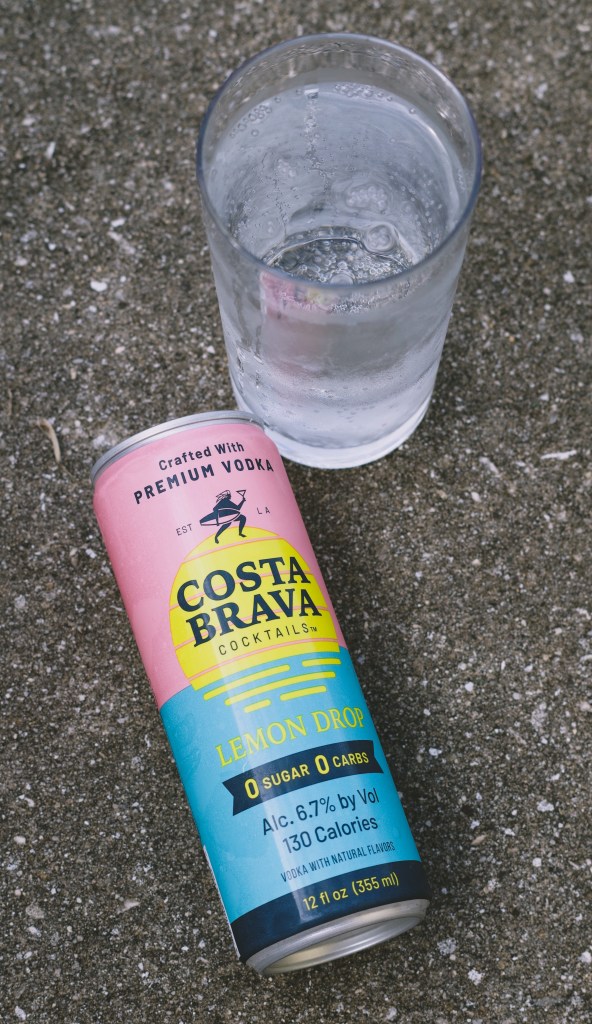 Crafted With
PREMIUM VODKA
EST LA
COSTA
BRAVA
COCKTAILS™
LEMON DROP
0 SUGAR 0 CARBS
Alc. 6.7% by Vol
130 Calories
VODKA WITH NATURAL FLAVORS
12 fl oz (355 ml)